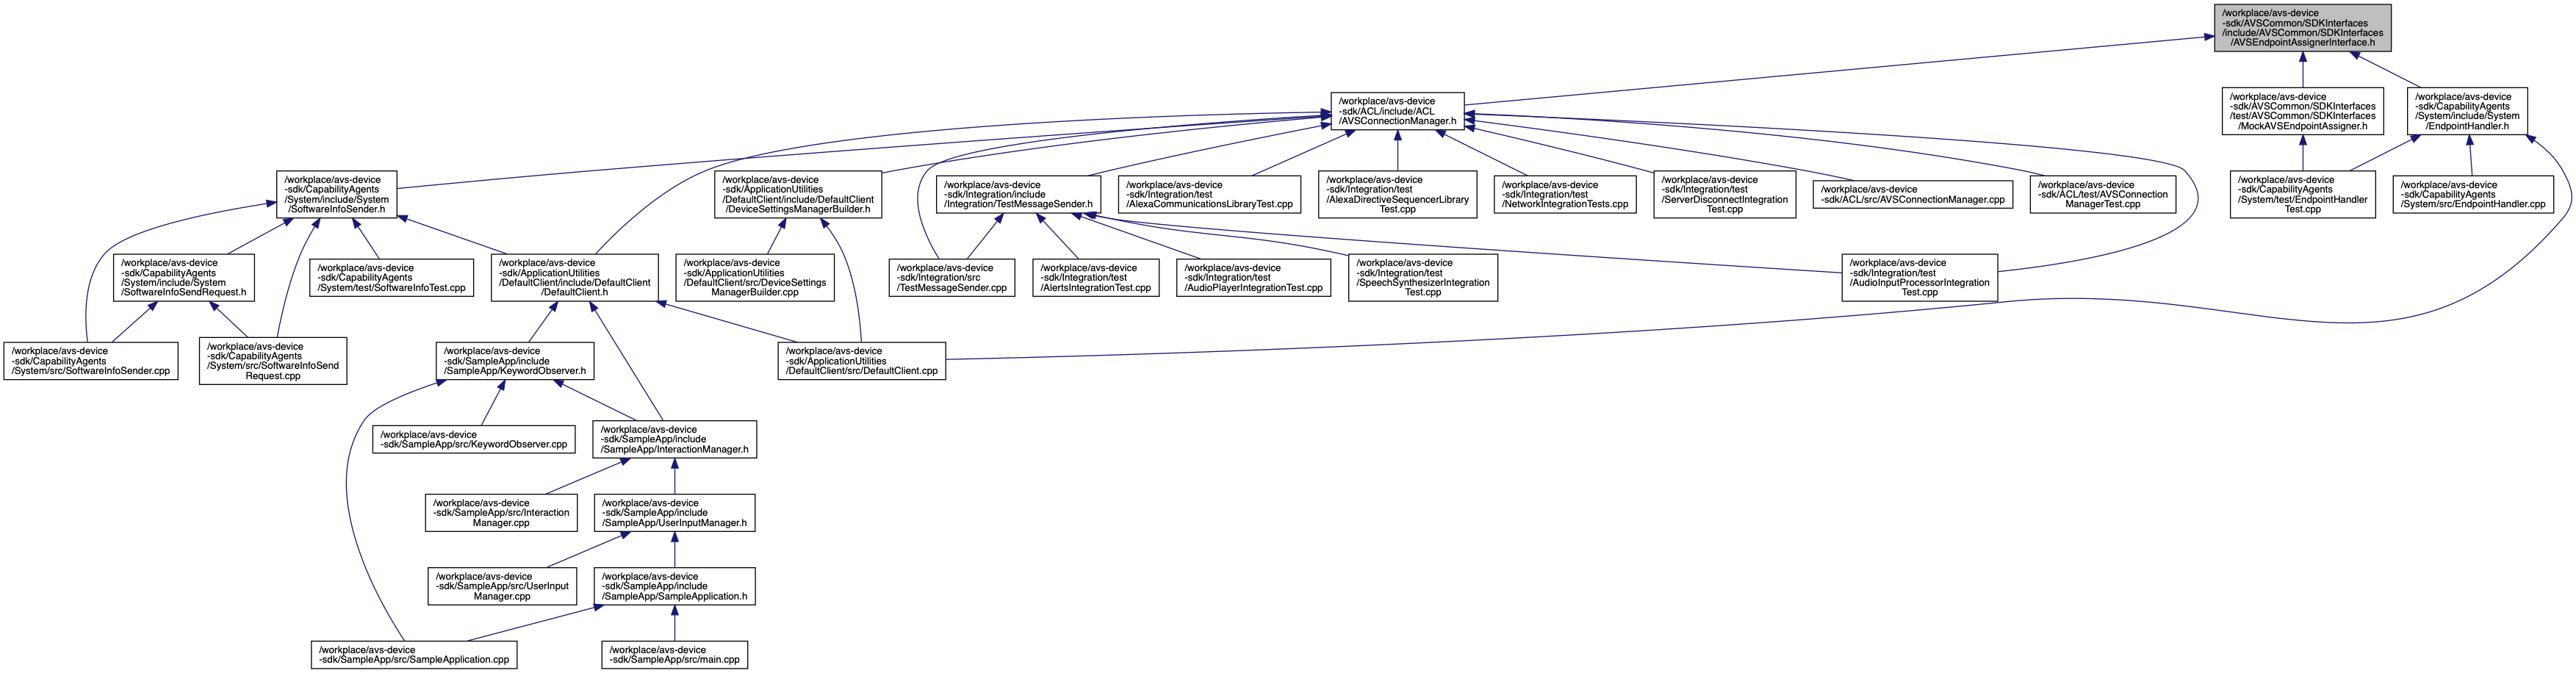 /workplace/avs-device
-sdk/AVSCommon/SDKInterfaces
/include/AVSCommon/SDKInterfaces
/AVSEndpointAssignerInterface.h
/workplace/avs-device
-sdk/ACL/include/ACL
/AVSConnectionManager.h
/workplace/avs-device
-sdk/AVSCommon/SDKInterfaces
/test/AVSCommon/SDKInterfaces
/MockAVSEndpointAssigner.h
/workplace/avs-device
-sdk/CapabilityAgents
/System/include/System
/EndpointHandler.h
/workplace/avs-device
-sdk/CapabilityAgents
/System/include/System
/SoftwareInfoSender.h
/workplace/avs-device
-sdk/ApplicationUtilities
/DefaultClient/include/DefaultClient
/DeviceSettingsManagerBuilder.h
/workplace/avs-device
-sdk/Integration/include
/Integration/TestMessageSender.h
/workplace/avs-device
-sdk/Integration/test
/AlexaCommunicationsLibraryTest.cpp
/workplace/avs-device
-sdk/Integration/test
/AlexaDirectiveSequencerLibrary
Test.cpp
/workplace/avs-device
-sdk/Integration/test
/NetworkIntegrationTests.cpp
/workplace/avs-device
-sdk/Integration/test
/ServerDisconnectIntegration
Test.cpp
/workplace/avs-device
-sdk/ACL/src/AVSConnectionManager.cpp
/workplace/avs-device
-sdk/ACL/test/AVSConnection
ManagerTest.cpp
/workplace/avs-device
-sdk/CapabilityAgents
/System/test/EndpointHandler
Test.cpp
/workplace/avs-device
-sdk/CapabilityAgents
/System/src/EndpointHandler.cpp
/workplace/avs-device
-sdk/CapabilityAgents
/System/include/System
/SoftwareInfoSendRequest.h
/workplace/avs-device
-sdk/CapabilityAgents
/System/test/SoftwareInfoTest.cpp
/workplace/avs-device
-sdk/ApplicationUtilities
/DefaultClient/include/DefaultClient
/DefaultClient.h
/workplace/avs-device
-sdk/ApplicationUtilities
/DefaultClient/src/DeviceSettings
ManagerBuilder.cpp
/workplace/avs-device
-sdk/Integration/src
/TestMessageSender.cpp
/workplace/avs-device
-sdk/Integration/test
/AlertsIntegrationTest.cpp
/workplace/avs-device
-sdk/Integration/test
/AudioPlayerIntegrationTest.cpp
/workplace/avs-device
-sdk/Integration/test
/SpeechSynthesizerIntegration
Test.cpp
/workplace/avs-device
-sdk/Integration/test
/AudioInputProcessorIntegration
Test.cpp
/workplace/avs-device
-sdk/CapabilityAgents
/System/src/SoftwareInfoSender.cpp
/workplace/avs-device
-sdk/CapabilityAgents
/System/src/SoftwareInfoSend
Request.cpp
/workplace/avs-device
-sdk/SampleApp/include
/SampleApp/KeywordObserver.h
/workplace/avs-device
-sdk/ApplicationUtilities
/DefaultClient/src/DefaultClient.cpp
/workplace/avs-device
-sdk/SampleApp/src/KeywordObserver.cpp
/workplace/avs-device
-sdk/SampleApp/include
/SampleApp/InteractionManager.h
/workplace/avs-device
-sdk/SampleApp/src/Interaction
Manager.cpp
/workplace/avs-device
-sdk/SampleApp/include
/SampleApp/UserInputManager.h
/workplace/avs-device
-sdk/SampleApp/src/UserInput
Manager.cpp
/workplace/avs-device
-sdk/SampleApp/include
/SampleApp/SampleApplication.h
/workplace/avs-device
-sdk/SampleApp/src/SampleApplication.cpp
/workplace/avs-device
-sdk/SampleApp/src/main.cpp